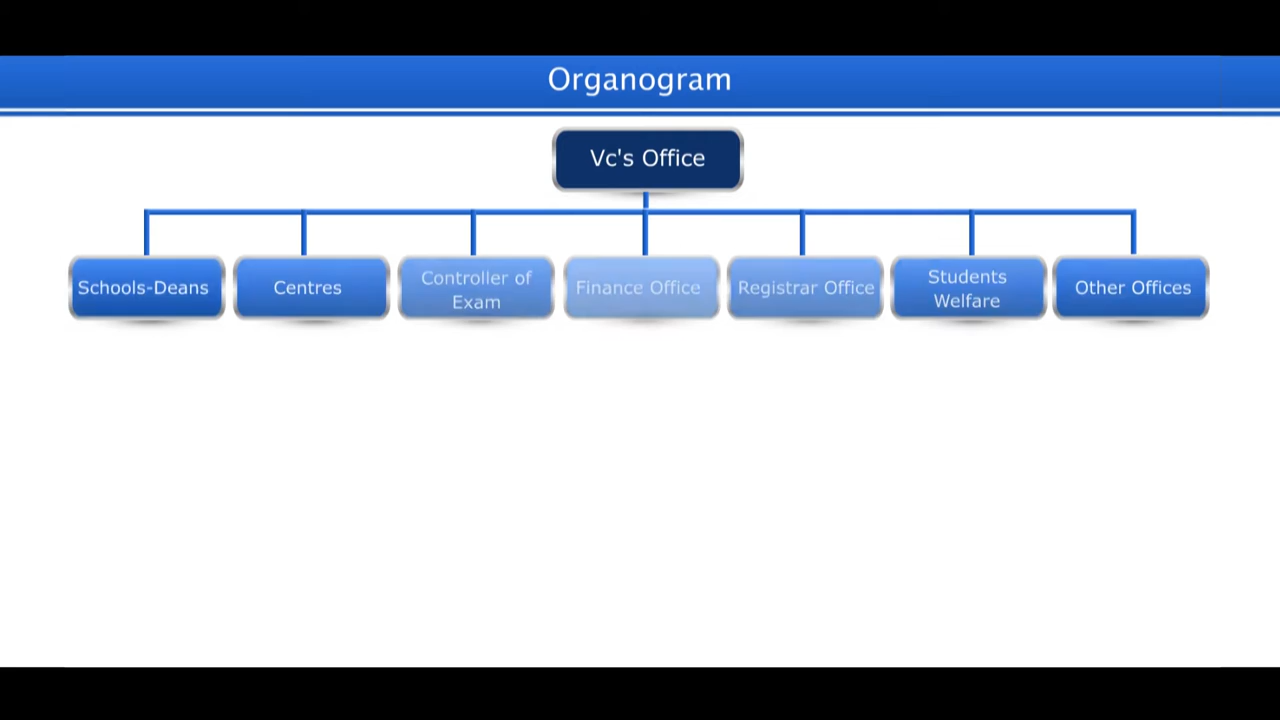 Organogram
Vc's Office
Schools-Deans
Centres
Controller of
Exam
Finance Office
Registrar Office
Students
Welfare
Other Offices